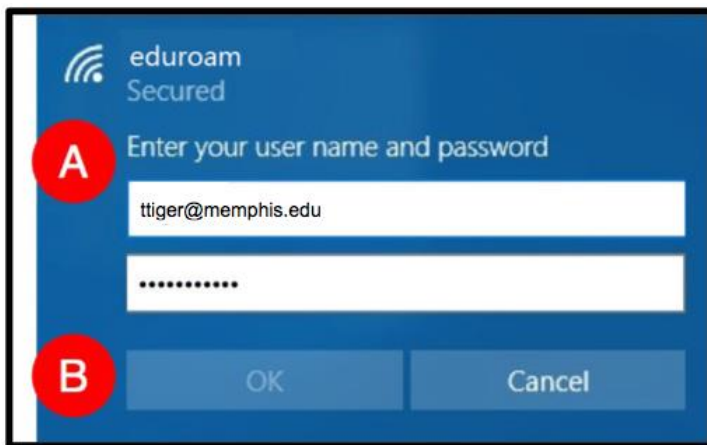 eduroam
Secured
A
Enter your user name and password
ttiger@memphis.edu
•••••••••••
B
OK
Cancel